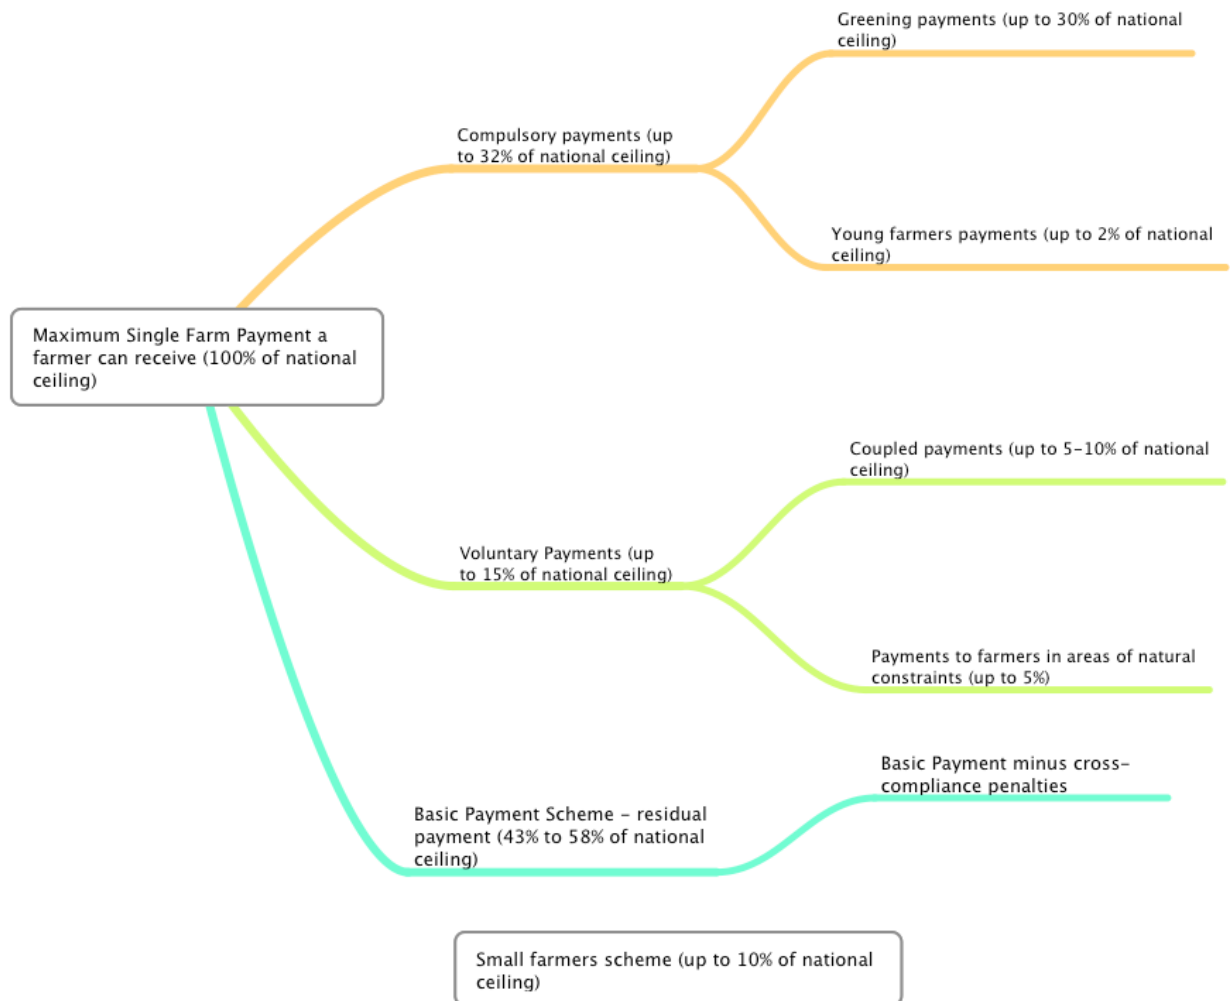 Greening payments (up to 30% of national
ceiling)
Compulsory payments (up
to 32% of national ceiling)
Young farmers payments (up to 2% of national
ceiling)
Maximum Single Farm Payment a
farmer can receive (100% of national
ceiling)
Coupled payments (up to 5-10% of national
ceiling)
Voluntary Payments (up
to 15% of national ceiling)
Payments to farmers in areas of natural
constraints (up to 5%)
Basic Payment minus cross-
compliance penalties
Basic Payment Scheme - residual
payment (43% to 58% of national
ceiling)
Small farmers scheme (up to 10% of national
ceiling)